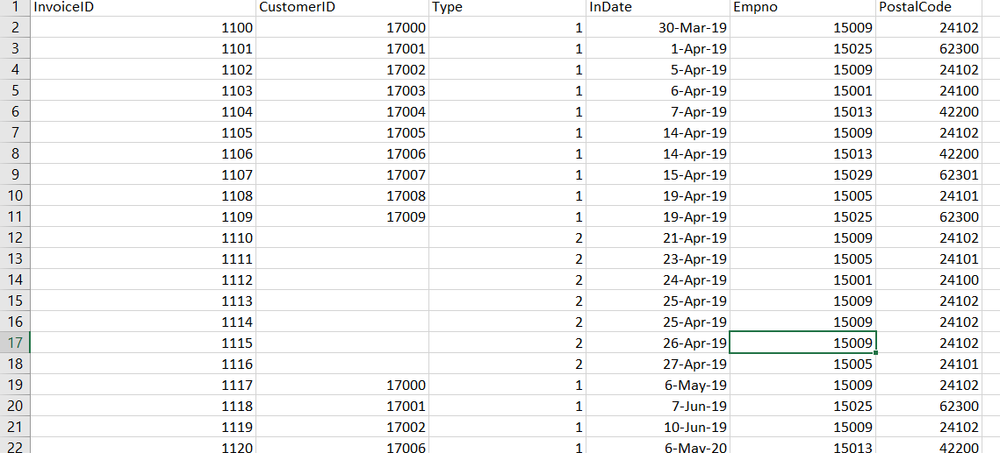 1 InvoiceID CustomerID Type InDate Empno PostalCode
2 1100 17000 1 30-Mar-19 15009 24102
3 1101 17001 1 1-Apr-19 15025 62300
4 1102 17002 1 5-Apr-19 15009 24102
5 1103 17003 1 6-Apr-19 15001 24100
6 1104 17004 1 7-Apr-19 15013 42200
7 1105 17005 1 14-Apr-19 15009 24102
8 1106 17006 1 14-Apr-19 15013 42200
9 1107 17007 1 15-Apr-19 15029 62301
10 1108 17008 1 19-Apr-19 15005 24101
11 1109 17009 1 19-Apr-19 15025 62300
12 1110 2 21-Apr-19 15009 24102
13 1111 2 23-Apr-19 15005 24101
14 1112 2 24-Apr-19 15001 24100
15 1113 2 25-Apr-19 15009 24102
16 1114 2 25-Apr-19 15009 24102
17 1115 2 26-Apr-19 15009 24102
18 1116 2 27-Apr-19 15005 24101
19 1117 17000 1 6-May-19 15009 24102
20 1118 17001 1 7-Jun-19 15025 62300
21 1119 17002 1 10-Jun-19 15009 24102
22 1120 17006 1 6-May-20 15013 42200